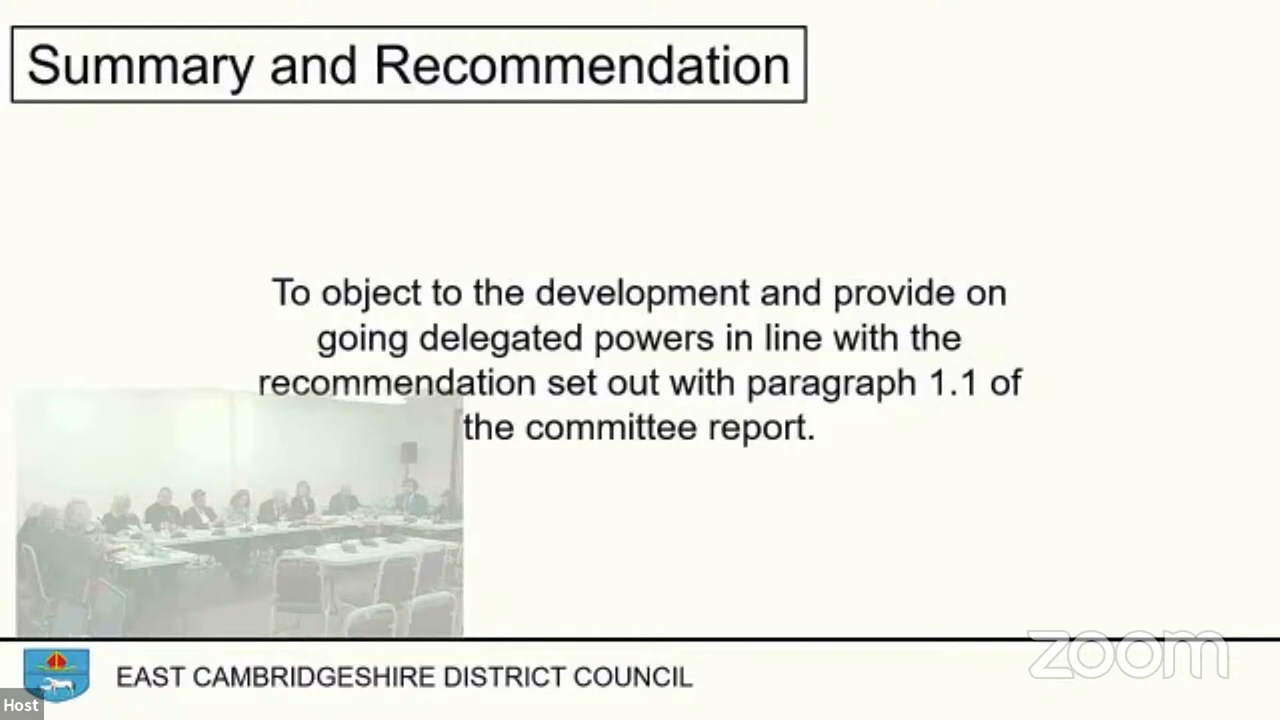 Summary and Recommendation
To object to the development and provide on
going delegated powers in line with the
recommendation set out with paragraph 1.1 of
the committee report.
zoom
EAST CAMBRIDGESHIRE DISTRICT COUNCIL
Host